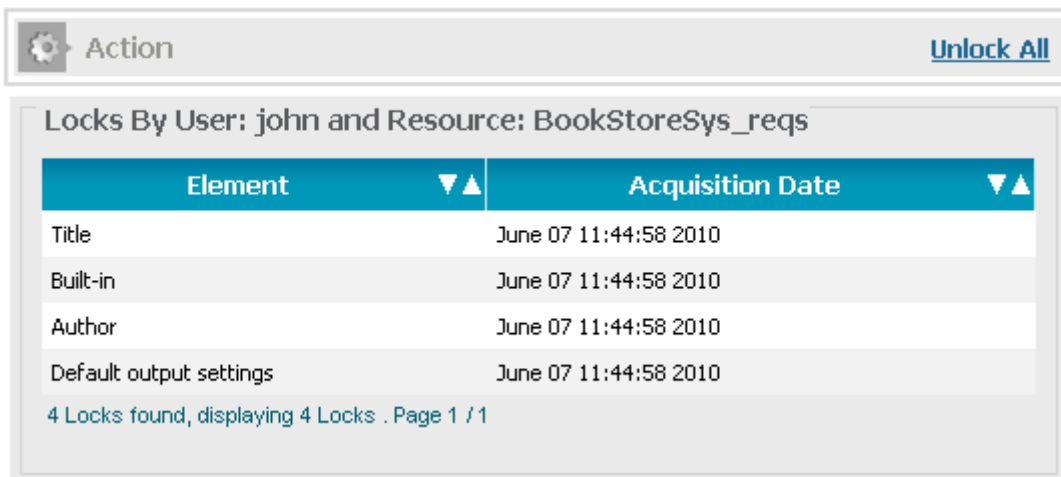 Action Unlock All
Locks By User: john and Resource: BookStoreSys_reqs
Element Acquisition Date
Title June 07 11:44:58 2010
Built-in June 07 11:44:58 2010
Author June 07 11:44:58 2010
Default output settings June 07 11:44:58 2010
4 Locks found, displaying 4 Locks . Page 1 / 1